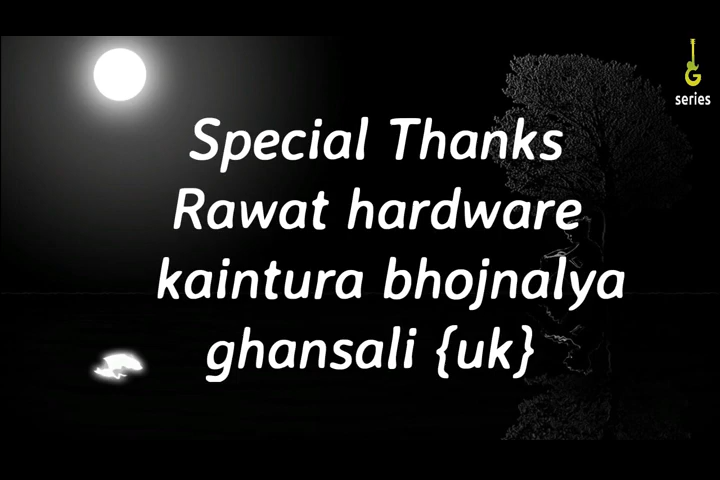 G
series
Special Thanks
Rawat hardware
kaintura bhojnalya
ghansali {uk}